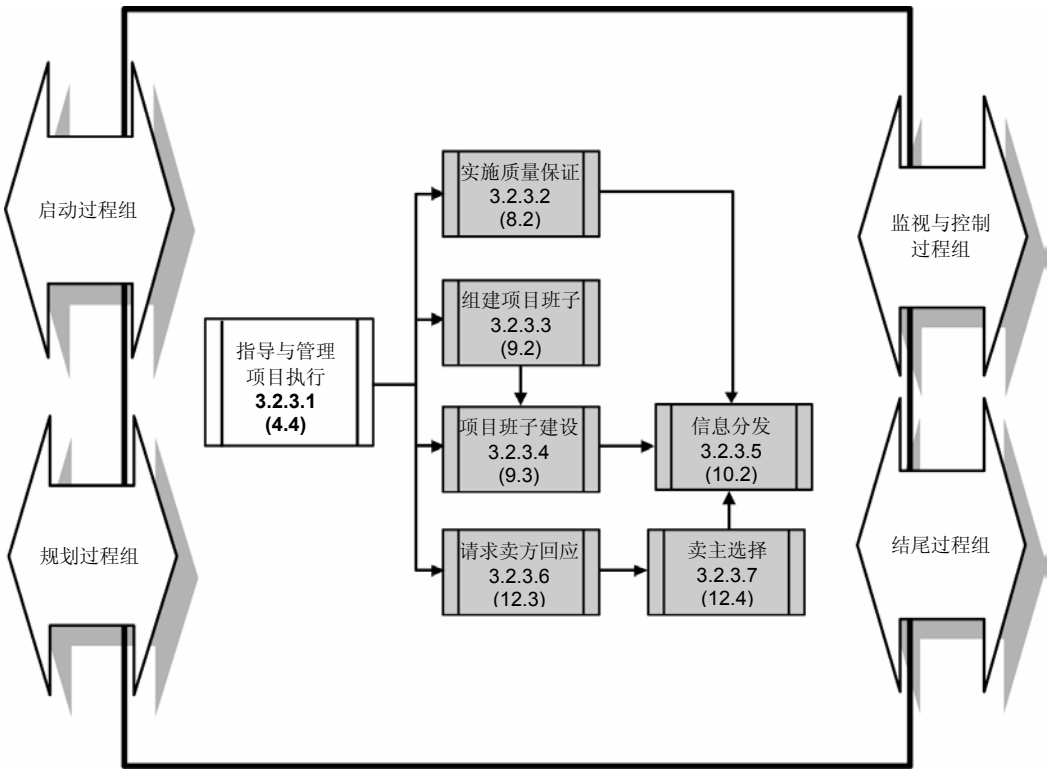 启动过程组
规划过程组
指导与管理
项目执行
3.2.3.1
(4.4)
实施质量保证
3.2.3.2
(8.2)
组建项目班子
3.2.3.3
(9.2)
项目班子建设
3.2.3.4
(9.3)
请求卖方回应
3.2.3.6
(12.3)
信息分发
3.2.3.5
(10.2)
卖主选择
3.2.3.7
(12.4)
监视与控制
过程组
结尾过程组